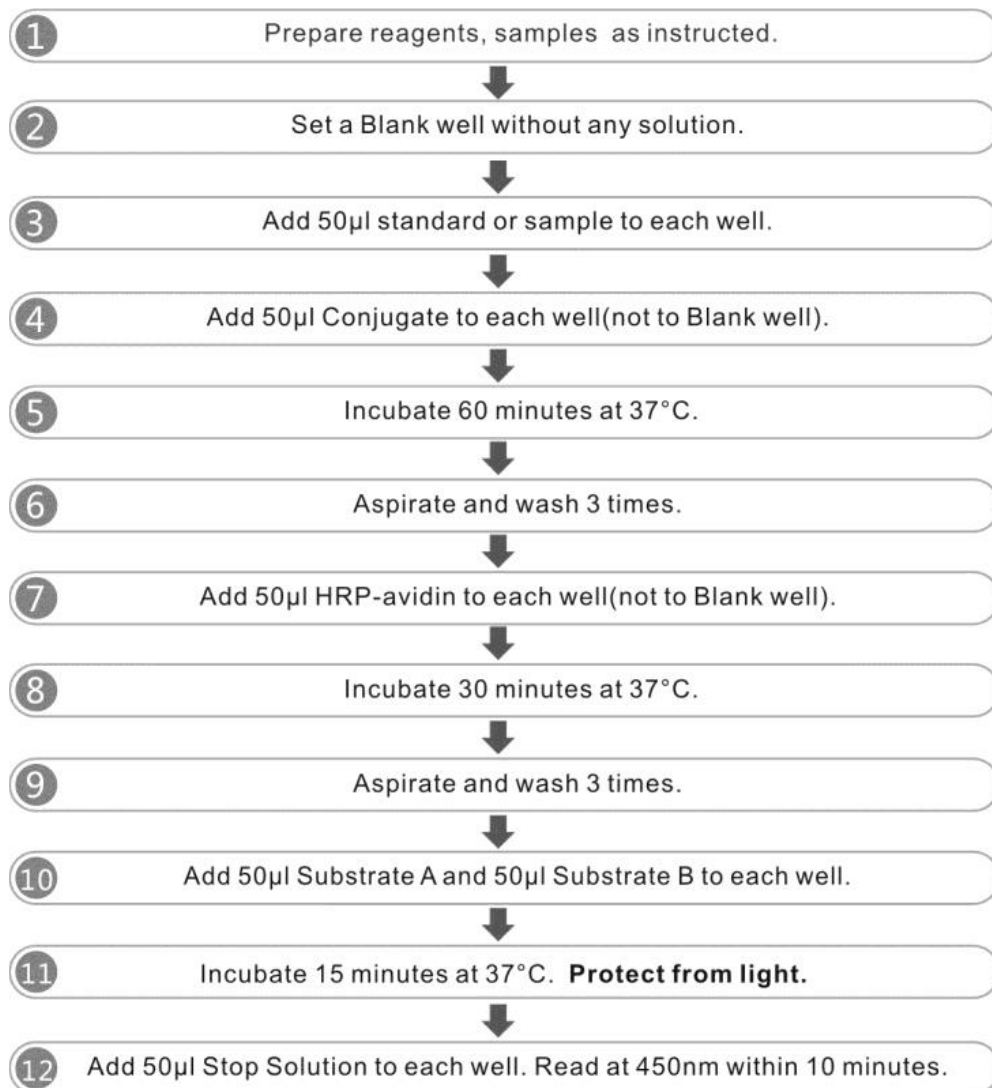 1 Prepare reagents, samples as instructed.
2 Set a Blank well without any solution.
3 Add 50µl standard or sample to each well.
4 Add 50µl Conjugate to each well(not to Blank well).
5 Incubate 60 minutes at 37°C.
6 Aspirate and wash 3 times.
7 Add 50µl HRP-avidin to each well(not to Blank well).
8 Incubate 30 minutes at 37°C.
9 Aspirate and wash 3 times.
10 Add 50µl Substrate A and 50µl Substrate B to each well.
11 Incubate 15 minutes at 37°C. Protect from light.
12 Add 50µl Stop Solution to each well. Read at 450nm within 10 minutes.